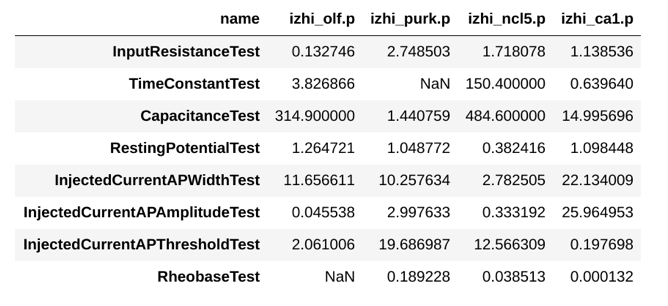 name izhi_olf.p izhi_purk.p izhi_ncl5.p izhi_ca1.p
InputResistanceTest 0.132746 2.748503 1.718078 1.138536
TimeConstantTest 3.826866 NaN 150.400000 0.639640
CapacitanceTest 314.900000 1.440759 484.600000 14.995696
RestingPotentialTest 1.264721 1.048772 0.382416 1.098448
InjectedCurrentAPWidthTest 11.656611 10.257634 2.782505 22.134009
InjectedCurrentAPAmplitudeTest 0.045538 2.997633 0.333192 25.964953
InjectedCurrentAPThresholdTest 2.061006 19.686987 12.566309 0.197698
RheobaseTest NaN 0.189228 0.038513 0.000132